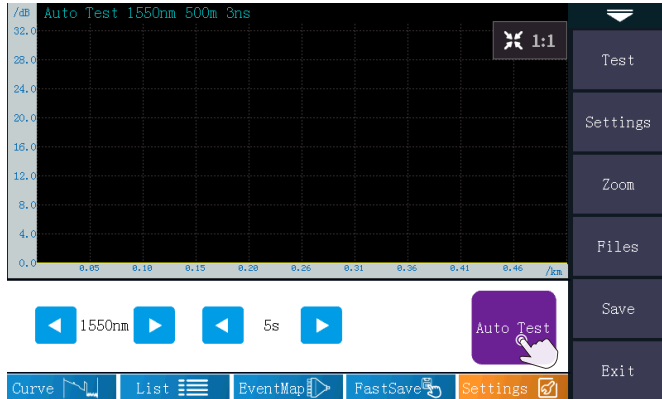 /dB Auto Test 1550nm 500m 3ns
32.0
28.0
24.0
20.0
16.0
12.0
8.0
4.0
0.0
0.05 0.10 0.15 0.20 0.26 0.31 0.36 0.41 0.46 /km
1:1
Test
Settings
Zoom
Files
Save
Exit
1550nm 5s Auto Test
Curve List EventMap FastSave Settings